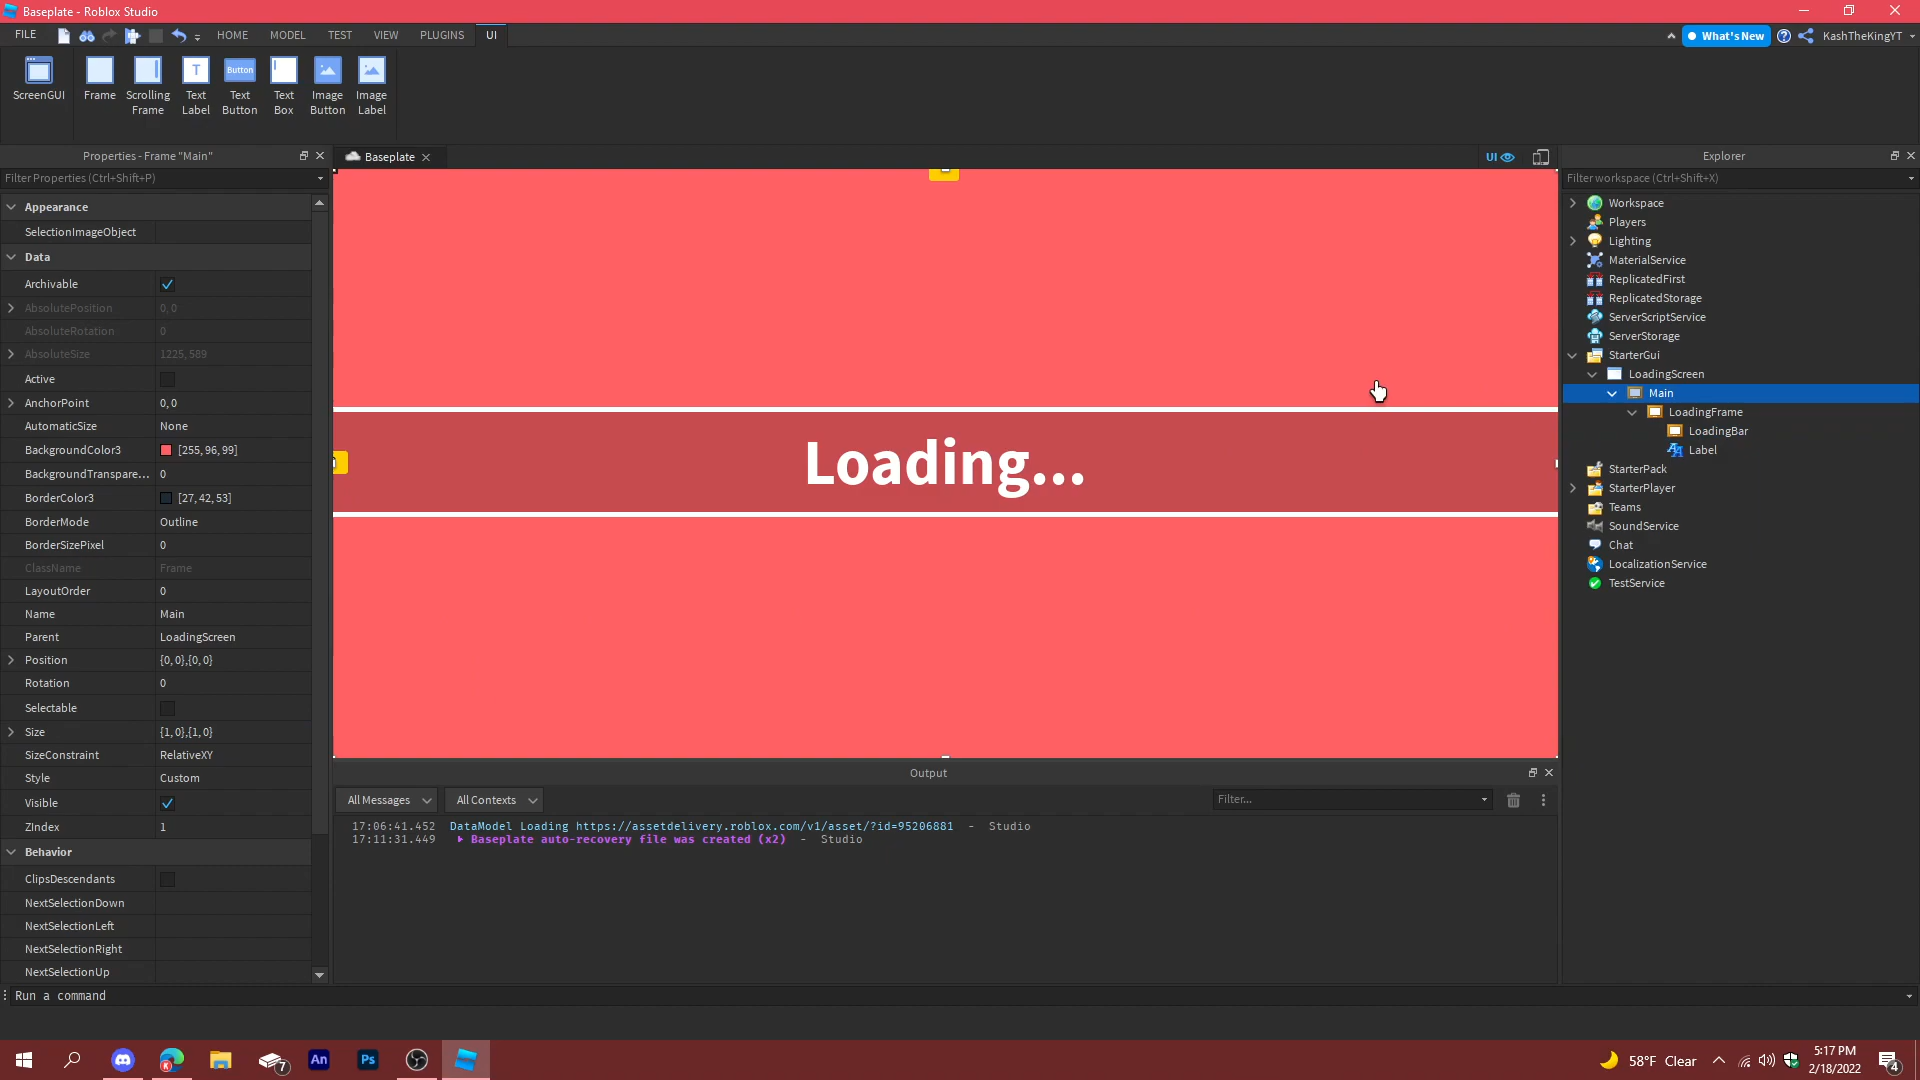 Baseplate - Roblox Studio
FILE
HOME
MODEL
TEST
VIEW
PLUGINS
UI
What's New
KashTheKingYT
ScreenGUI
Frame
Scrolling
Frame
Text
Label
Button
Text
Button
Text
Box
Image
Button
Image
Label
Properties - Frame "Main"
Filter Properties (Ctrl+Shift+P)
Appearance
SelectionImageObject
Data
Archivable
AbsolutePosition 0, 0
AbsoluteRotation 0
AbsoluteSize 1225, 589
Active
AnchorPoint 0, 0
AutomaticSize None
BackgroundColor3 [255, 96, 99]
BackgroundTranspare... 0
BorderColor3 [27, 42, 53]
BorderMode Outline
BorderSizePixel 0
ClassName Frame
LayoutOrder 0
Name Main
Parent LoadingScreen
Position {0, 0},{0, 0}
Rotation 0
Selectable
Size {1, 0},{1, 0}
SizeConstraint RelativeXY
Style Custom
Visible
ZIndex 1
Behavior
ClipsDescendants
NextSelectionDown
NextSelectionLeft
NextSelectionRight
NextSelectionUp
Baseplate
UI
Loading...
Output
All Messages
All Contexts
Filter...
17:06:41.452 DataModel Loading https://assetdelivery.roblox.com/v1/asset/?id=95206881 - Studio
17:11:31.449 Baseplate auto-recovery file was created (x2) - Studio
Explorer
Filter workspace (Ctrl+Shift+X)
Workspace
Players
Lighting
MaterialService
ReplicatedFirst
ReplicatedStorage
ServerScriptService
ServerStorage
StarterGui
LoadingScreen
Main
LoadingFrame
LoadingBar
Label
StarterPack
StarterPlayer
Teams
SoundService
Chat
LocalizationService
TestService
Run a command
7
An
Ps
58°F Clear
5:17 PM
2/18/2022
4